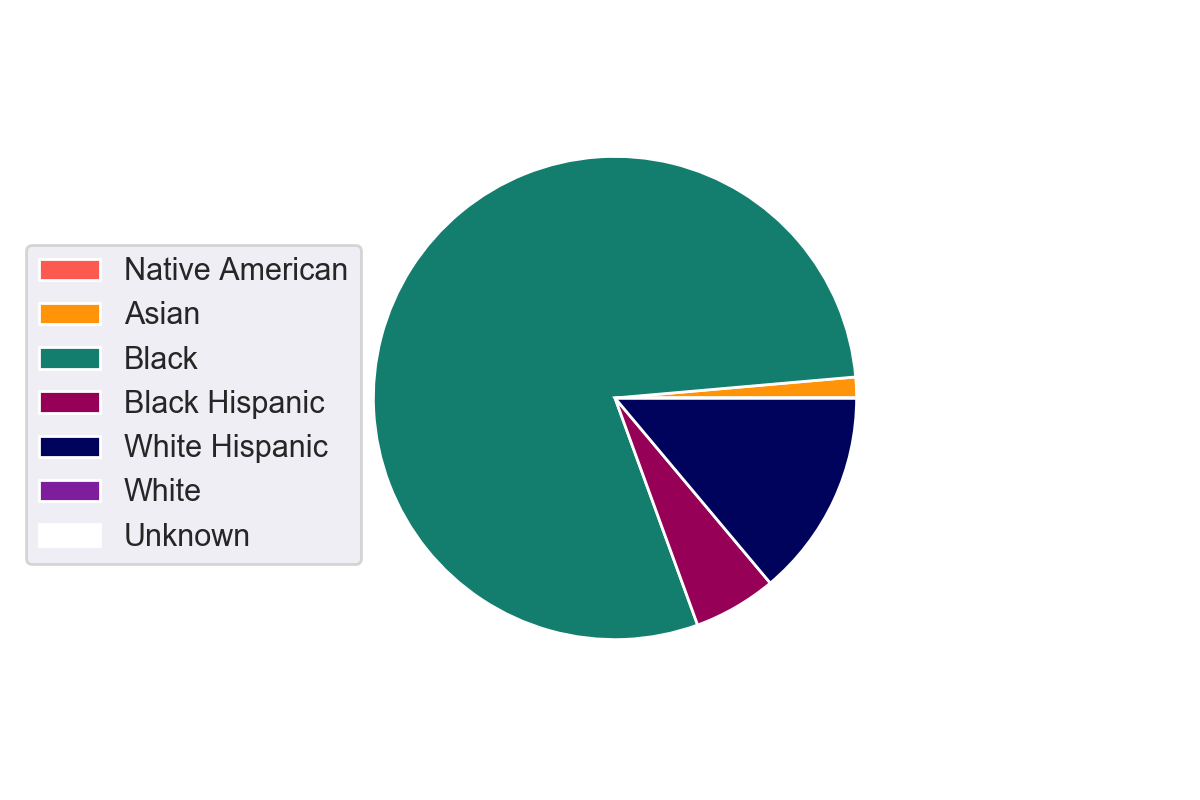 Native American
Asian
Black
Black Hispanic
White Hispanic
White
Unknown